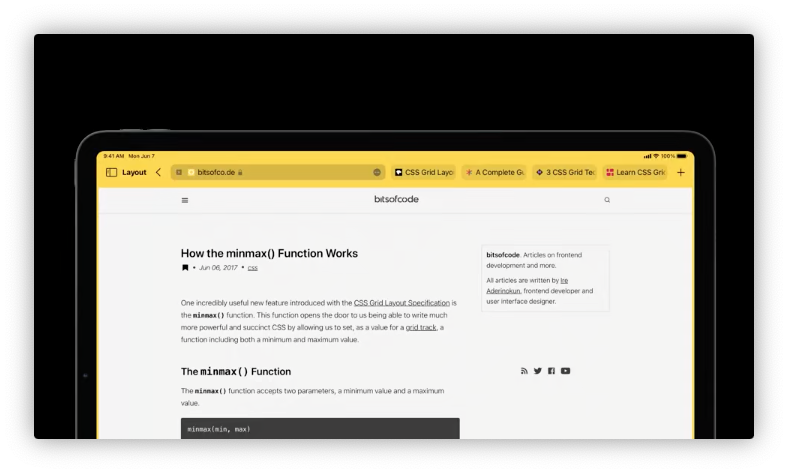 9:41 AM Mon Jun 7
100%
Layout
bitsofco.de
CSS Grid Layo
A Complete Gu
3 CSS Grid Tec
Learn CSS Grid
bitsofcode
How the minmax() Function Works
• Jun 06, 2017 • css
One incredibly useful new feature introduced with the CSS Grid Layout Specification is
the minmax() function. This function opens the door to us being able to write much
more powerful and succinct CSS by allowing us to set, as a value for a grid track, a
function including both a minimum and maximum value.
The minmax() Function
The minmax() function accepts two parameters, a minimum value and a maximum
value.
minmax(min, max)
bitsofcode. Articles on frontend
development and more.
All articles are written by Ire
Aderinokun, frontend developer and
user interface designer.